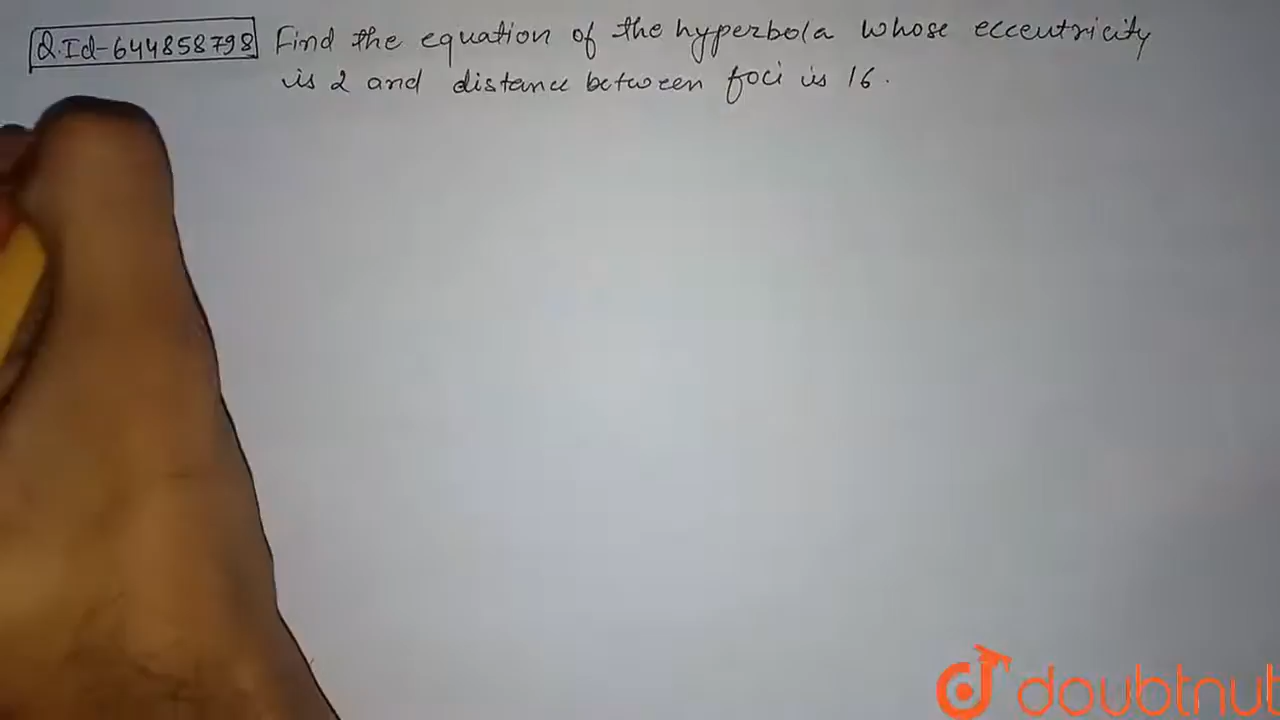 Q.Id-644858798 Find the equation of the hyperbola whose eccentricity
is 2 and distance between foci is 16.
doubtnut